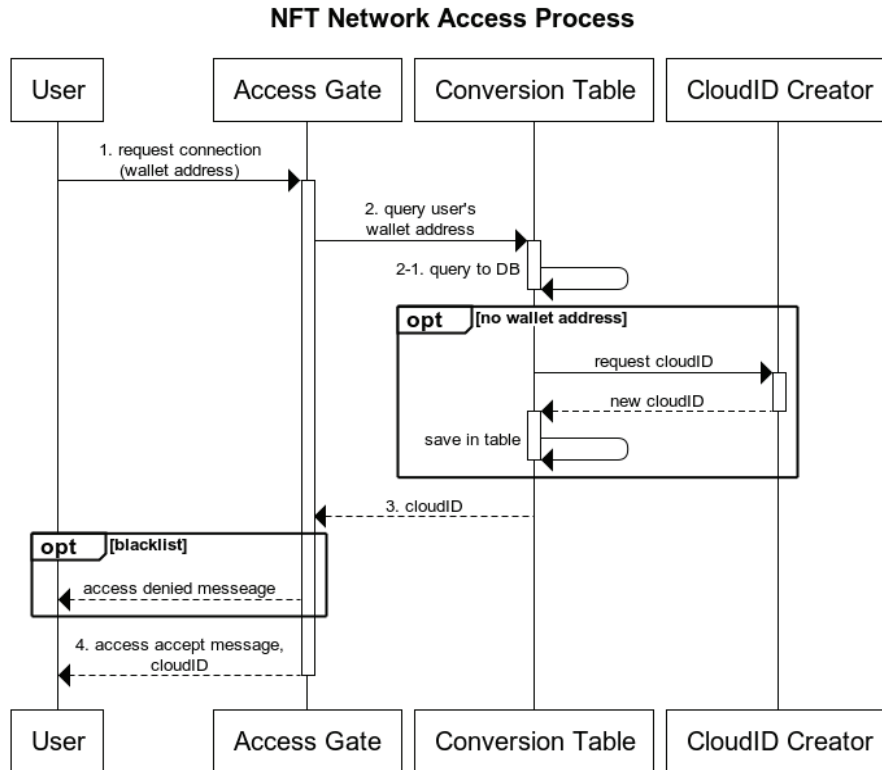 NFT Network Access Process
User
Access Gate
Conversion Table
CloudID Creator
1. request connection
(wallet address)
2. query user's
wallet address
2-1. query to DB
opt
[no wallet address]
request cloudID
new cloudID
save in table
3. cloudID
opt
[blacklist]
access denied messeage
4. access accept message,
cloudID
User
Access Gate
Conversion Table
CloudID Creator